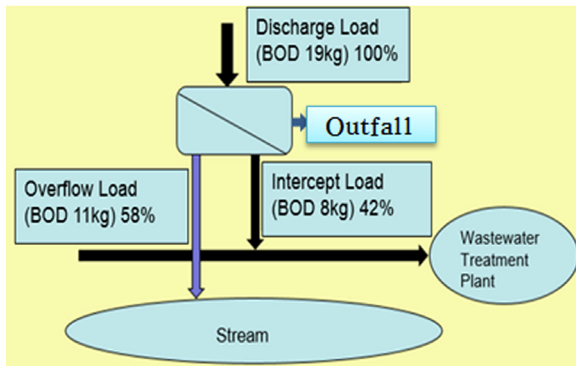 Discharge Load
(BOD 19kg) 100%
Outfall
Overflow Load
(BOD 11kg) 58%
Intercept Load
(BOD 8kg) 42%
Wastewater
Treatment
Plant
Stream